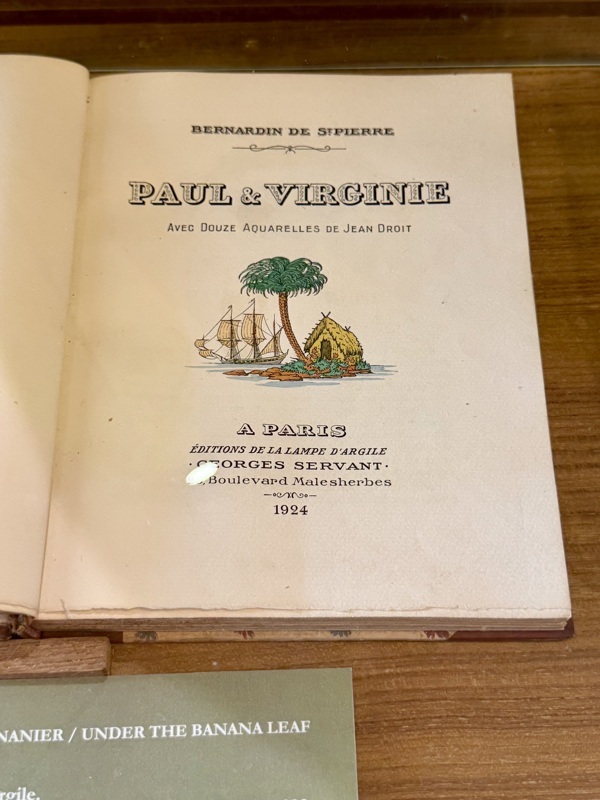 BERNARDIN DE ST PIERRE
PAUL & VIRGINIE
AVEC DOUZE AQUARELLES DE JEAN DROIT
A PARIS
ÉDITIONS DE LA LAMPE D'ARGILE
· GEORGES SERVANT ·
Boulevard Malesherbes
1924
NANIER / UNDER THE BANANA LEAF
rgile.